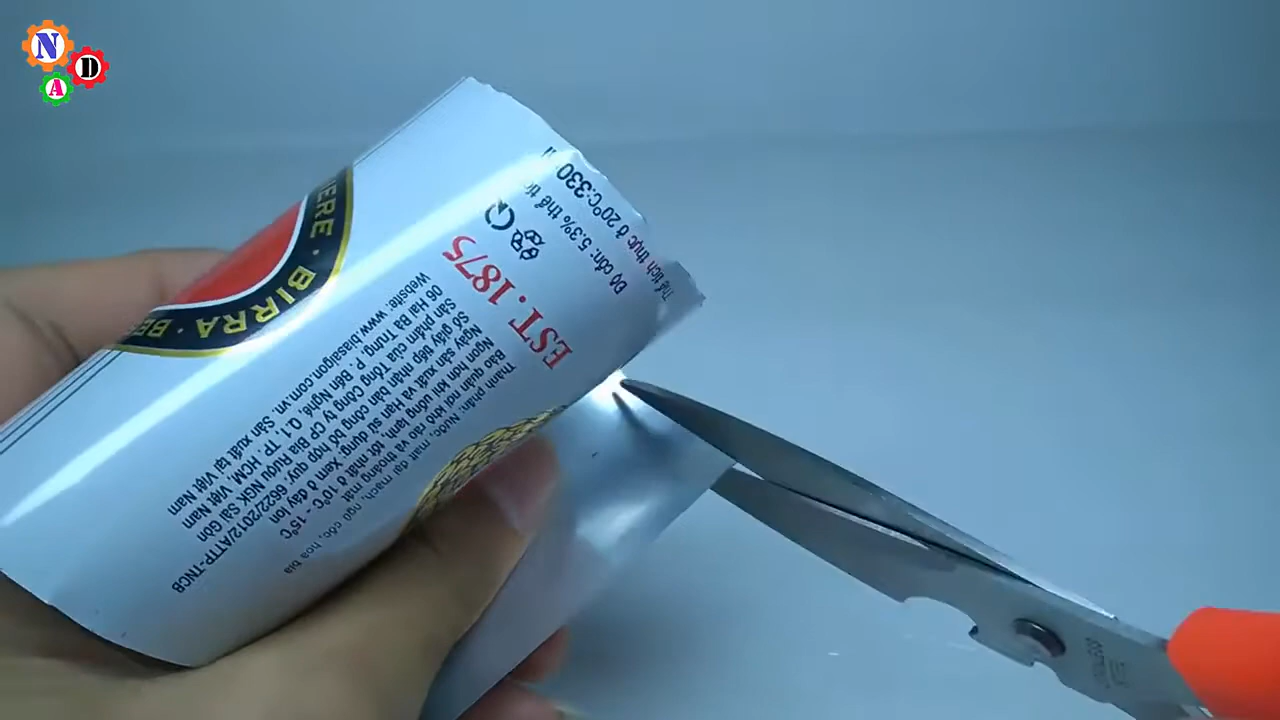 N
D
A
BIERE · BIRRA · BE
Thể tích thực ở 20°C:330
Độ cồn: 5.3% thể
EST. 1875
Thành phần: Nước, malt đại mạch, ngũ cốc, hoa bia
Bảo quản nơi khô ráo và thoáng mát
Ngon hơn khi uống lạnh, tốt nhất ở 10°C - 15°C
Ngày sản xuất và Hạn sử dụng: Xem ở đáy lon
Số giấy tiếp nhận bản công bố hợp quy: 6622/2012/ATTP-TNCB
Sản phẩm của Tổng Công ty CP Bia Rượu NGK Sài Gòn
06 Hai Bà Trưng, P. Bến Nghé, Q.1, TP. HCM, Việt Nam
Website: www.biasaigon.com.vn. Sản xuất tại Việt Nam